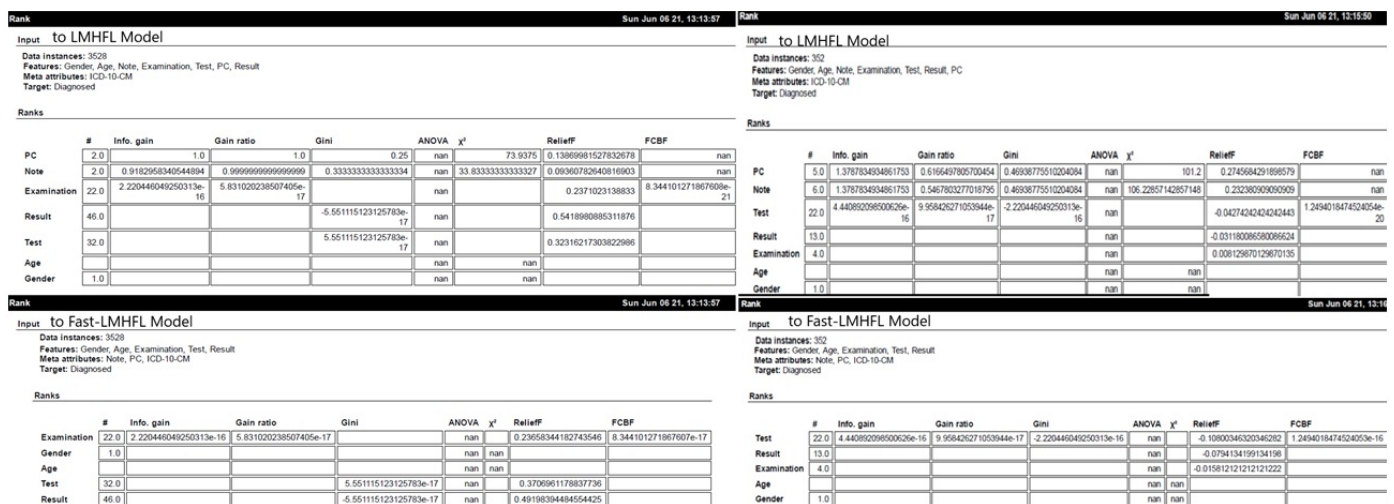 Rank Sun Jun 06 21, 13:13:57
Input to LMHFL Model
Data instances: 3528
Features: Gender, Age, Note, Examination, Test, PC, Result
Meta attributes: ICD-10-CM
Target: Diagnosed
Ranks
# Info. gain Gain ratio Gini ANOVA χ² ReliefF FCBF
PC 2.0 1.0 1.0 0.25 nan 73.9375 0.13869981527832678 nan
Note 2.0 0.9182958340544894 0.9999999999999999 0.3333333333333334 nan 33.83333333333327 0.09360782640816903 nan
Examination 22.0 2.220446049250313e-16 5.831020238507405e-17 nan 0.2371023138833 8.344101271867608e-21
Result 46.0 -5.551115123125783e-17 nan 0.5418980885311876
Test 32.0 5.551115123125783e-17 nan 0.32316217303822986
Age nan nan
Gender 1.0 nan nan
Rank Sun Jun 06 21, 13:15:50
Input to LMHFL Model
Data instances: 352
Features: Gender, Age, Note, Examination, Test, Result, PC
Meta attributes: ICD-10-CM
Target: Diagnosed
Ranks
# Info. gain Gain ratio Gini ANOVA χ² ReliefF FCBF
PC 5.0 1.3787834934861753 0.6166497805700454 0.46938775510204084 nan 101.2 0.2745684291898579 nan
Note 6.0 1.3787834934861753 0.5467803277018795 0.46938775510204084 nan 106.22857142857148 0.232380909090909 nan
Test 22.0 4.440892098500626e-16 9.958426271053944e-17 -2.220446049250313e-16 nan -0.04274242424242443 1.2494018474524054e-20
Result 13.0 nan -0.031180086580086624
Examination 4.0 nan 0.008129870129870135
Age nan nan
Gender 1.0 nan nan
Rank Sun Jun 06 21, 13:13:57
Input to Fast-LMHFL Model
Data instances: 3528
Features: Gender, Age, Examination, Test, Result
Meta attributes: Note, PC, ICD-10-CM
Target: Diagnosed
Ranks
# Info. gain Gain ratio Gini ANOVA χ² ReliefF FCBF
Examination 22.0 2.220446049250313e-16 5.831020238507405e-17 nan 0.23658344182743546 8.344101271867607e-17
Gender 1.0 nan nan
Age nan nan
Test 32.0 5.551115123125783e-17 nan 0.3706961178837736
Result 46.0 -5.551115123125783e-17 nan 0.49198394484554425
Rank Sun Jun 06 21, 13:16
Input to Fast-LMHFL Model
Data instances: 352
Features: Gender, Age, Examination, Test, Result
Meta attributes: Note, PC, ICD-10-CM
Target: Diagnosed
Ranks
# Info. gain Gain ratio Gini ANOVA χ² ReliefF FCBF
Test 22.0 4.440892098500626e-16 9.958426271053944e-17 -2.220446049250313e-16 nan -0.10800346320346282 1.2494018474524053e-16
Result 13.0 nan -0.0794134199134198
Examination 4.0 nan -0.015812121212121222
Age nan nan
Gender 1.0 nan nan